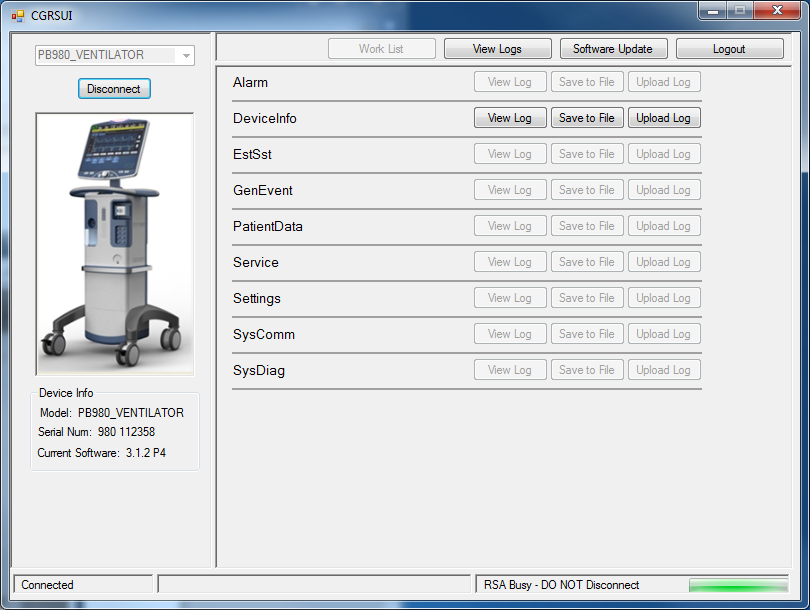 CGRSUI
PB980_VENTILATOR
Disconnect
Device Info
Model: PB980_VENTILATOR
Serial Num: 980 112358
Current Software: 3.1.2 P4
Work List View Logs Software Update Logout
Alarm View Log Save to File Upload Log
DeviceInfo View Log Save to File Upload Log
EstSst View Log Save to File Upload Log
GenEvent View Log Save to File Upload Log
PatientData View Log Save to File Upload Log
Service View Log Save to File Upload Log
Settings View Log Save to File Upload Log
SysComm View Log Save to File Upload Log
SysDiag View Log Save to File Upload Log
Connected RSA Busy - DO NOT Disconnect